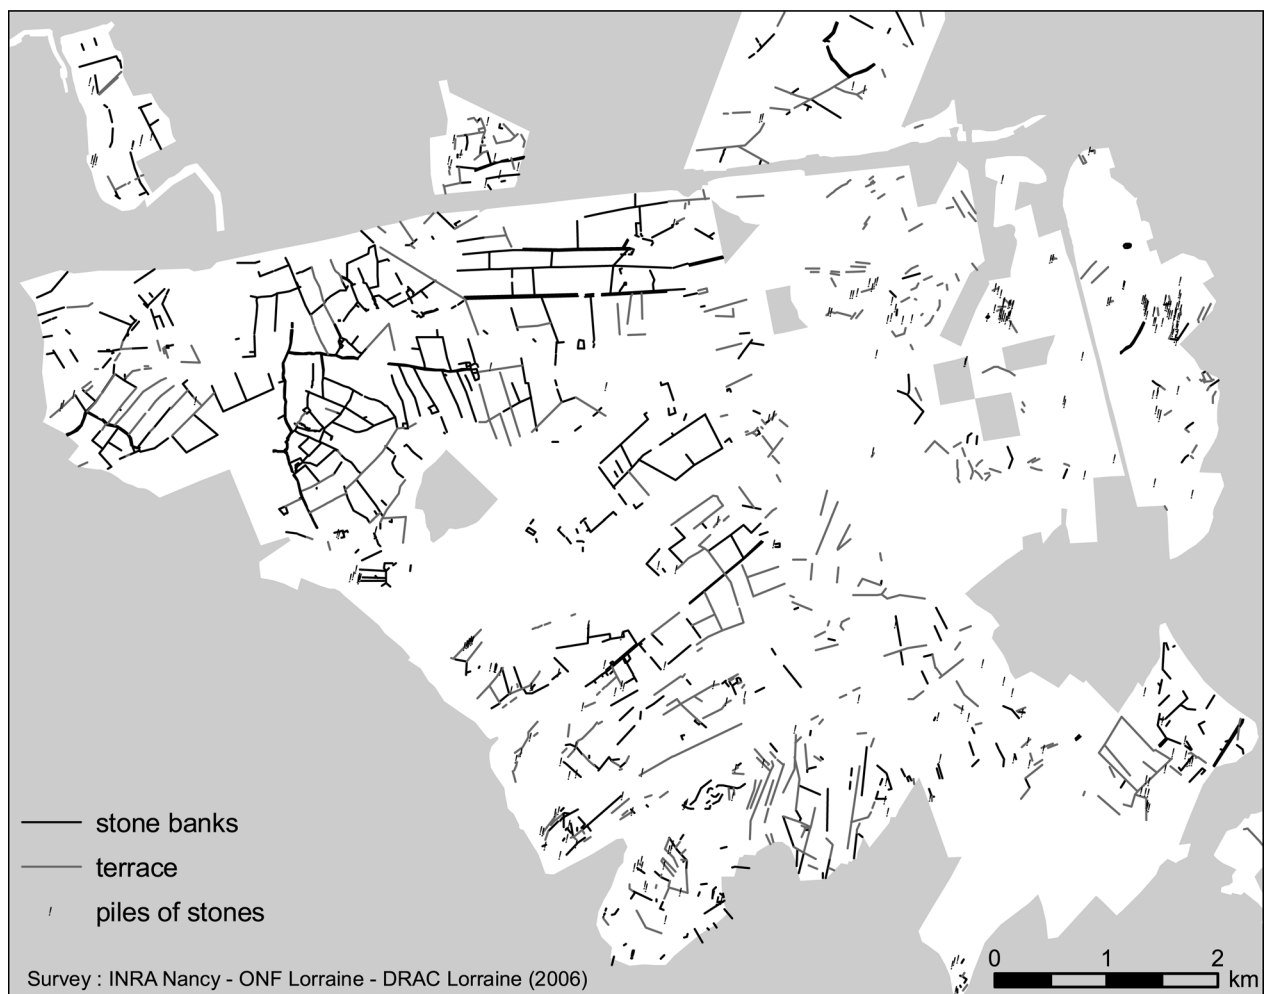 stone banks
terrace
piles of stones
Survey : INRA Nancy - ONF Lorraine - DRAC Lorraine (2006)
0 1 2
km